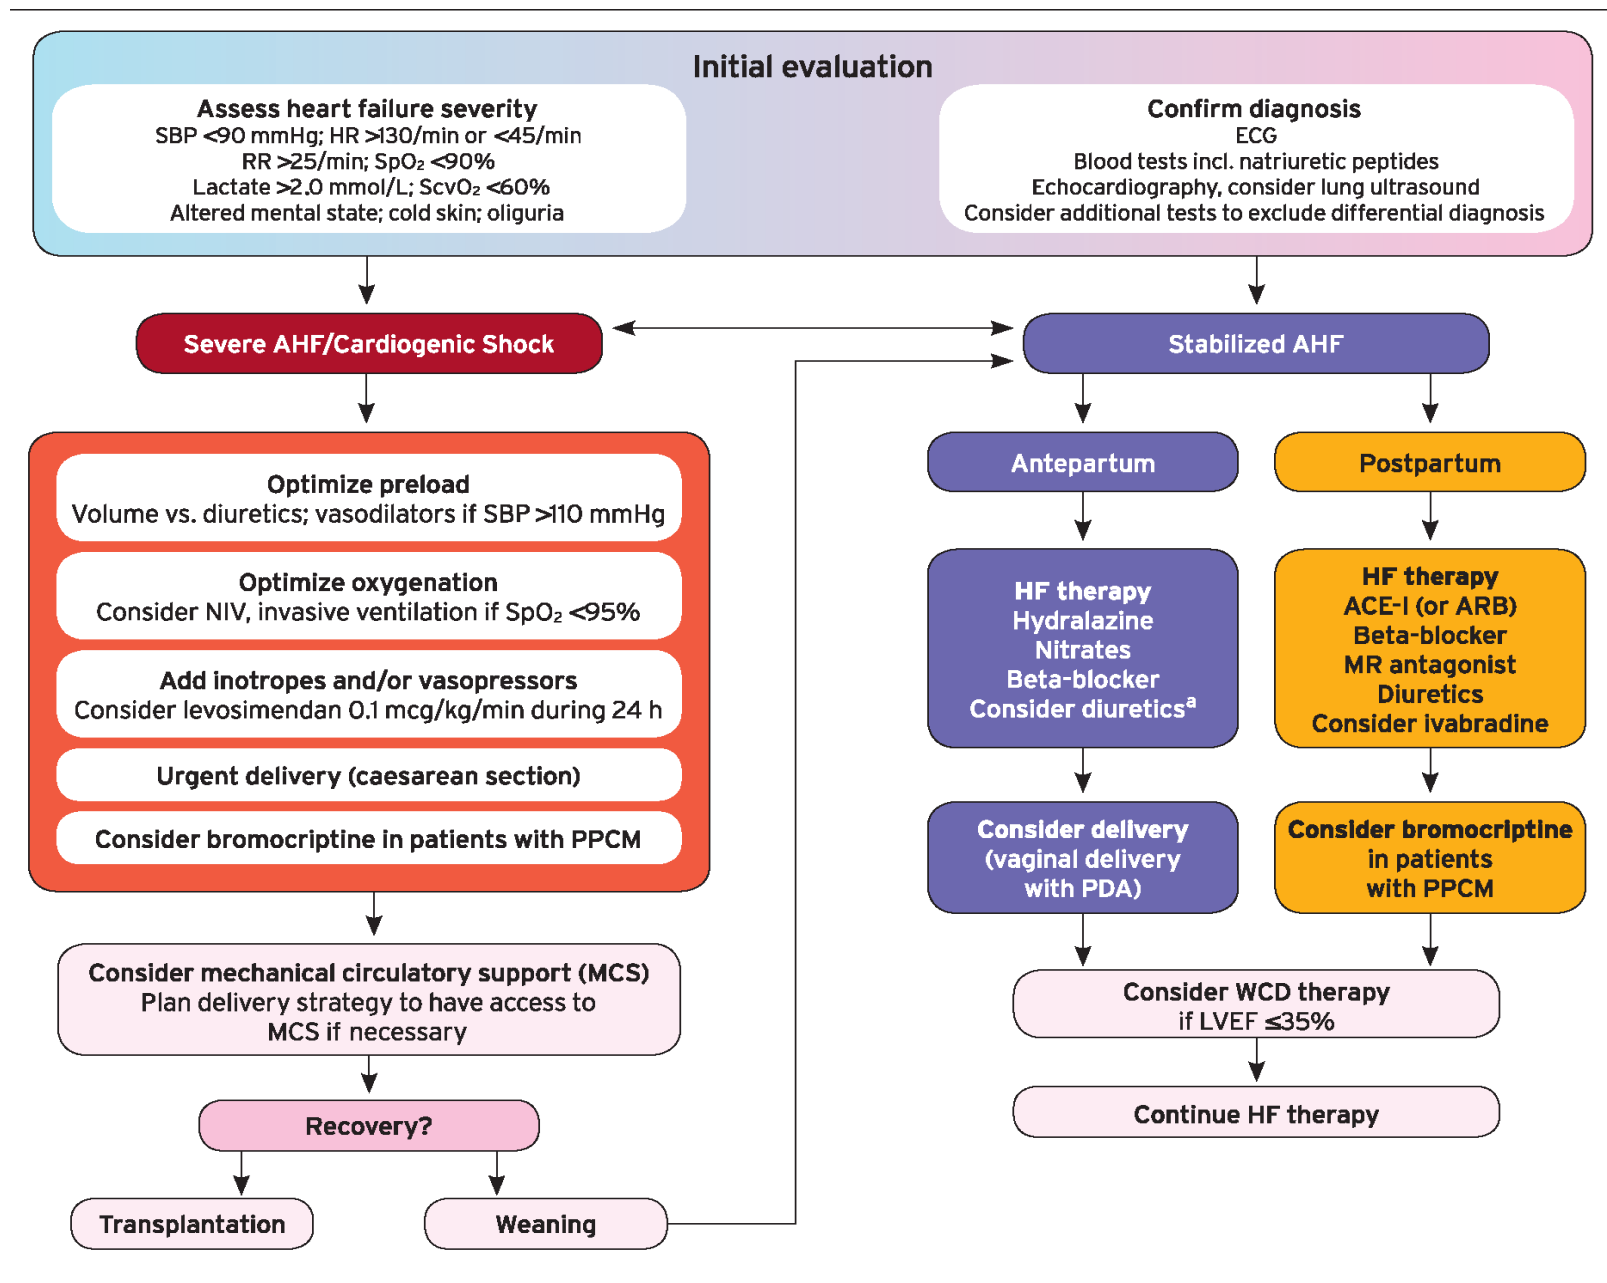 Initial evaluation
Assess heart failure severity
SBP <90 mmHg; HR >130/min or <45/min
RR >25/min; SpO₂ <90%
Lactate >2.0 mmol/L; ScvO₂ <60%
Altered mental state; cold skin; oliguria
Confirm diagnosis
ECG
Blood tests incl. natriuretic peptides
Echocardiography, consider lung ultrasound
Consider additional tests to exclude differential diagnosis
Severe AHF/Cardiogenic Shock
Stabilized AHF
Optimize preload
Volume vs. diuretics; vasodilators if SBP >110 mmHg
Optimize oxygenation
Consider NIV, invasive ventilation if SpO₂ <95%
Add inotropes and/or vasopressors
Consider levosimendan 0.1 mcg/kg/min during 24 h
Urgent delivery (caesarean section)
Consider bromocriptine in patients with PPCM
Consider mechanical circulatory support (MCS)
Plan delivery strategy to have access to
MCS if necessary
Recovery?
Transplantation
Weaning
Antepartum
HF therapy
Hydralazine
Nitrates
Beta-blocker
Consider diureticsᵃ
Consider delivery
(vaginal delivery
with PDA)
Postpartum
HF therapy
ACE-I (or ARB)
Beta-blocker
MR antagonist
Diuretics
Consider ivabradine
Consider bromocriptine
in patients
with PPCM
Consider WCD therapy
if LVEF ≤35%
Continue HF therapy